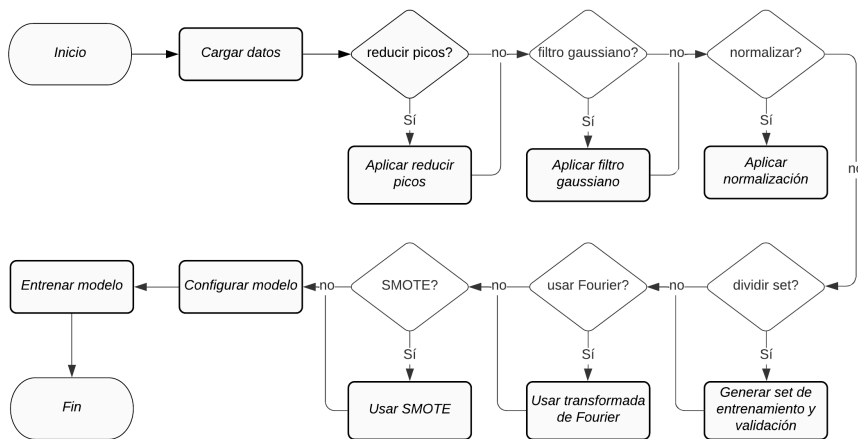 Inicio
Cargar datos
reducir picos?
no
filtro gaussiano?
no
normalizar?
Sí
Sí
Sí
Aplicar reducir
picos
Aplicar filtro
gaussiano
Aplicar
normalización
no
Entrenar modelo
Configurar modelo
no
SMOTE?
no
usar Fourier?
no
dividir set?
Sí
Sí
Sí
Fin
Usar SMOTE
Usar transformada
de Fourier
Generar set de
entrenamiento y
validación